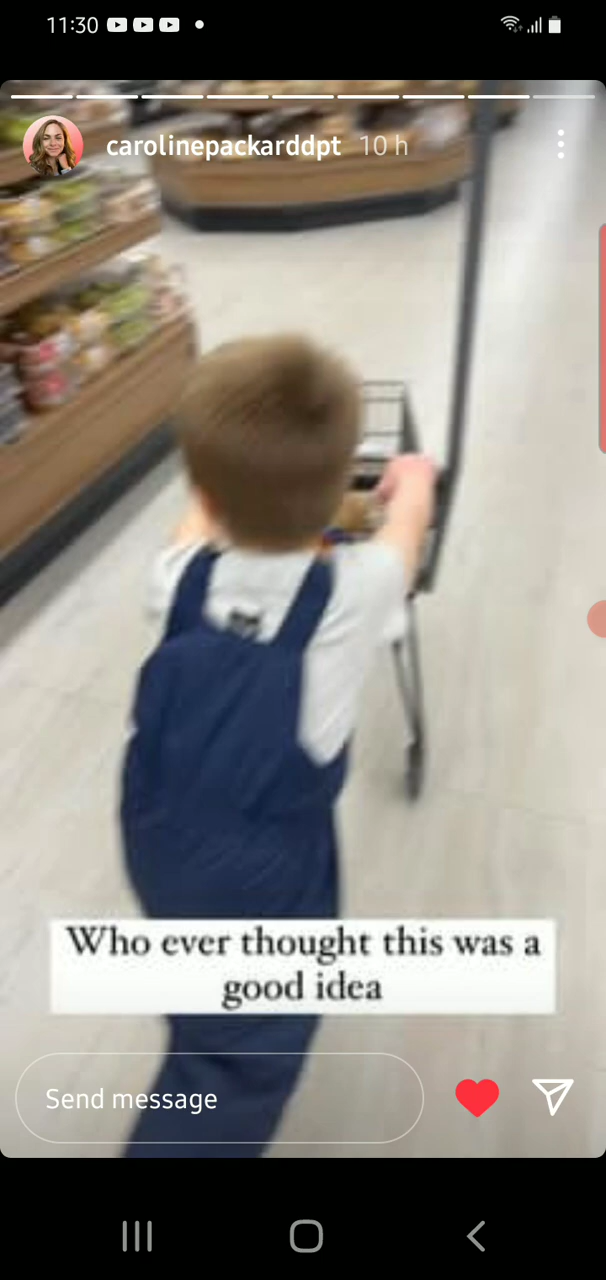 11:30
carolinepackarddpt 10 h
Who ever thought this was a
good idea
Send message